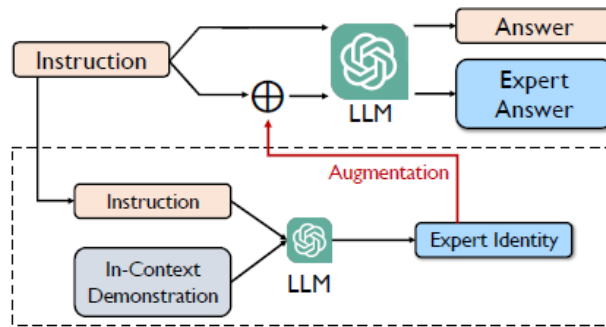 Answer
Instruction
Expert
Answer
LLM
Augmentation
Instruction
Expert Identity
In-Context
Demonstration
LLM